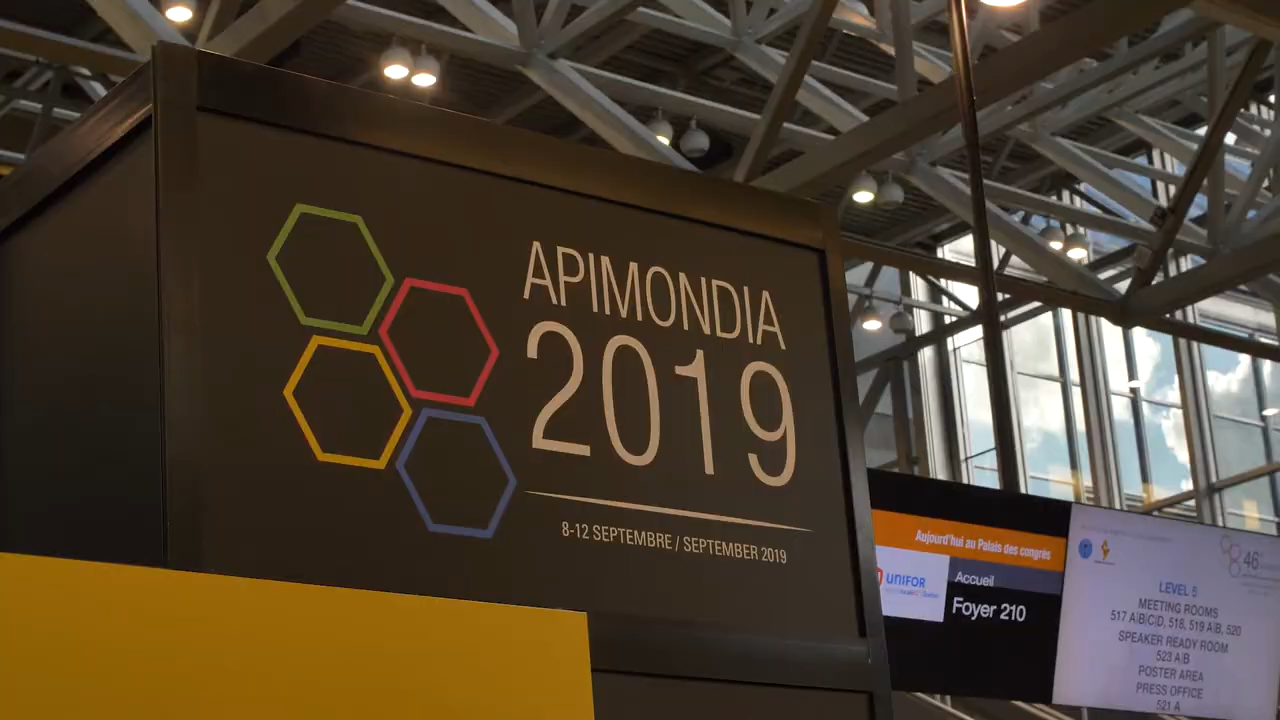 APIMONDIA
2019
8-12 SEPTEMBRE / SEPTEMBER 2019
Aujourd'hui au Palais des congrès
UNIFOR
Accueil
Foyer 210
46
LEVEL 5
MEETING ROOMS
517 A|B|C|D, 518, 519 A|B, 520
SPEAKER READY ROOM
523 A|B
POSTER AREA
PRESS OFFICE
521 A